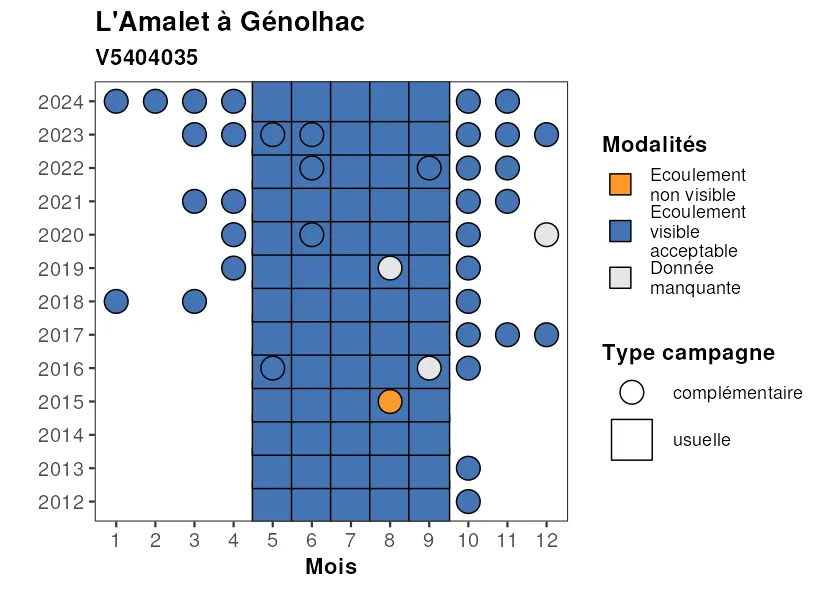 L'Amalet à Génolhac
V5404035
2024
2023
2022
2021
2020
2019
2018
2017
2016
2015
2014
2013
2012
1 2 3 4 5 6 7 8 9 10 11 12
Mois
Modalités
Ecoulement
non visible
Ecoulement
visible
acceptable
Donnée
manquante
Type campagne
complémentaire
usuelle